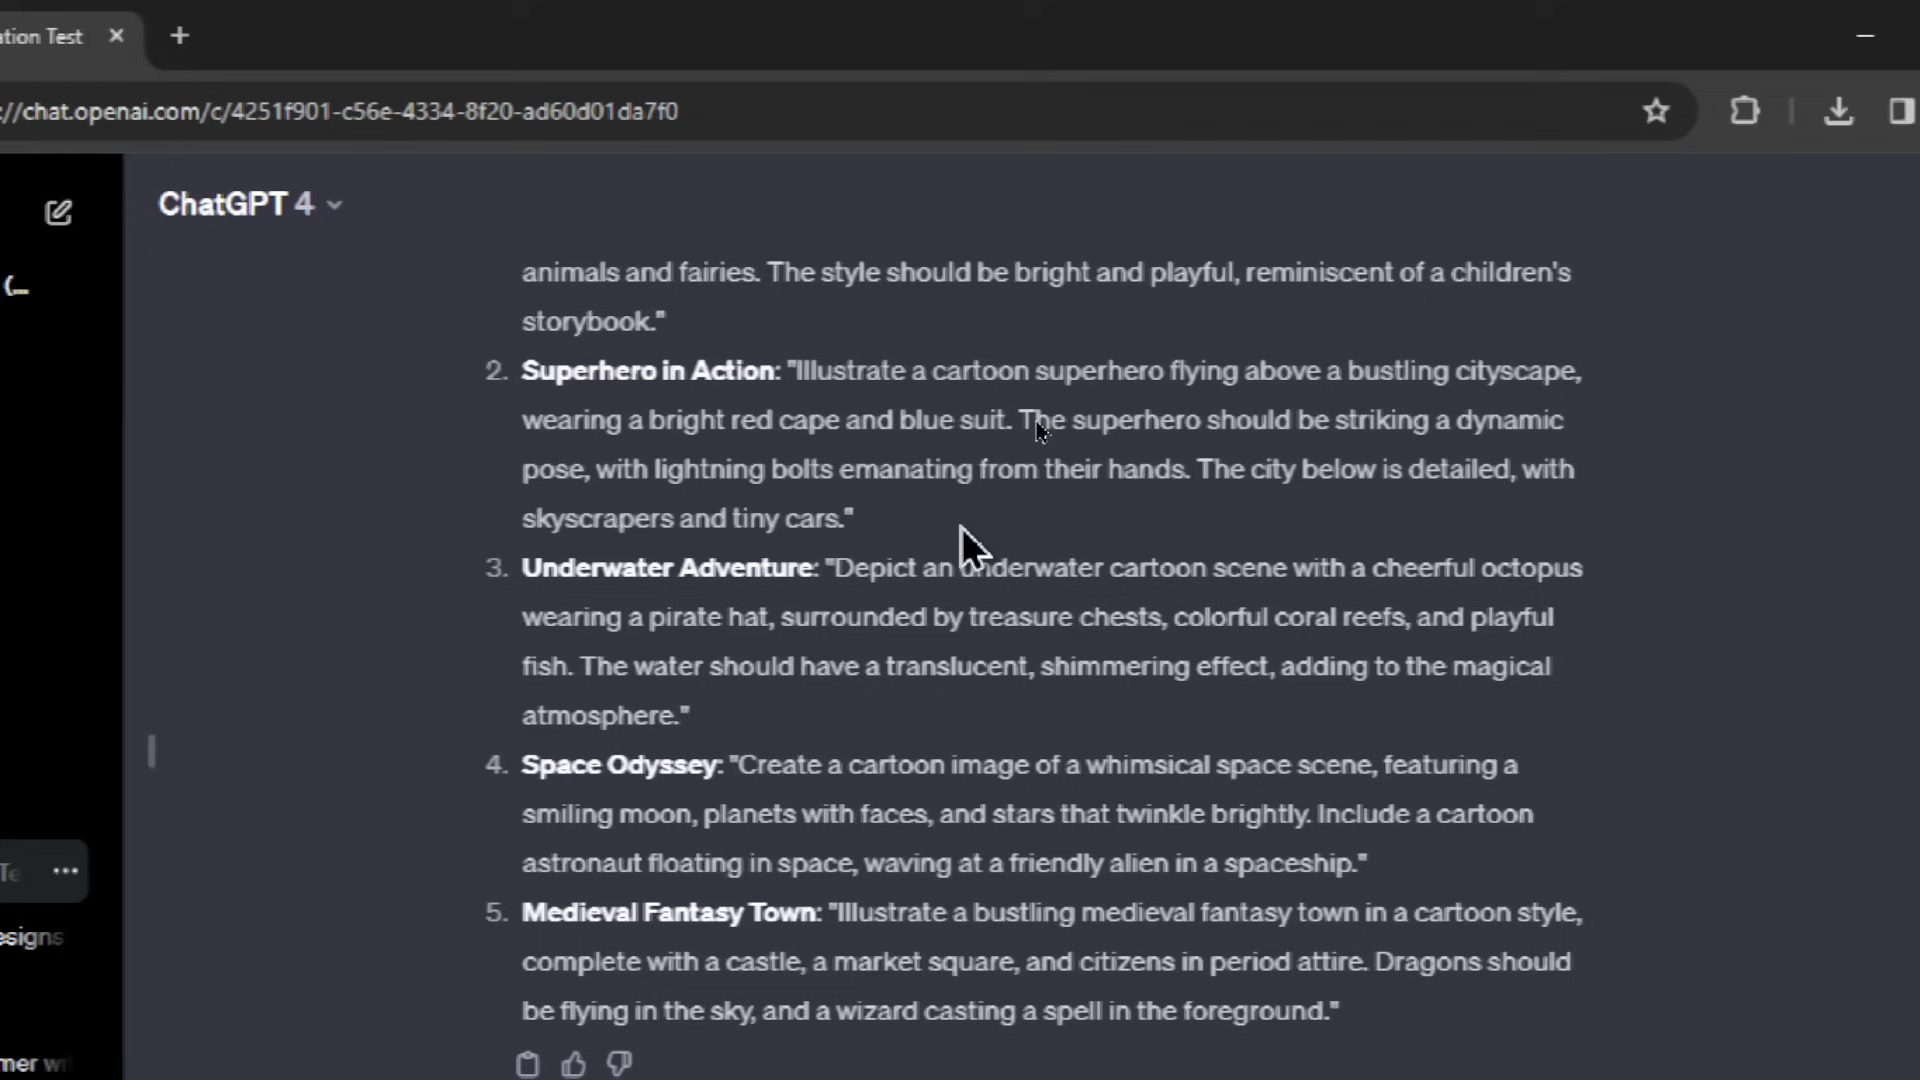 ation Test
://chat.openai.com/c/4251f901-c56e-4334-8f20-ad60d01da7f0
ChatGPT 4
(...
animals and fairies. The style should be bright and playful, reminiscent of a children's
storybook."
2. Superhero in Action: "Illustrate a cartoon superhero flying above a bustling cityscape,
wearing a bright red cape and blue suit. The superhero should be striking a dynamic
pose, with lightning bolts emanating from their hands. The city below is detailed, with
skyscrapers and tiny cars."
3. Underwater Adventure: "Depict an underwater cartoon scene with a cheerful octopus
wearing a pirate hat, surrounded by treasure chests, colorful coral reefs, and playful
fish. The water should have a translucent, shimmering effect, adding to the magical
atmosphere."
4. Space Odyssey: "Create a cartoon image of a whimsical space scene, featuring a
smiling moon, planets with faces, and stars that twinkle brightly. Include a cartoon
astronaut floating in space, waving at a friendly alien in a spaceship."
Te ...
5. Medieval Fantasy Town: "Illustrate a bustling medieval fantasy town in a cartoon style,
esigns
complete with a castle, a market square, and citizens in period attire. Dragons should
be flying in the sky, and a wizard casting a spell in the foreground."
mer w